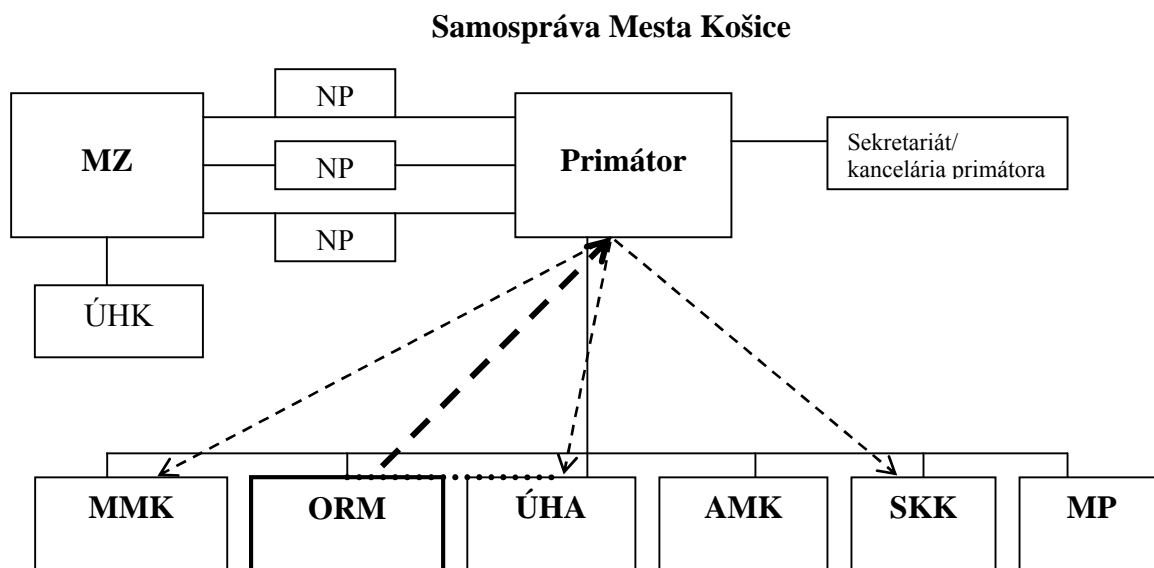 Samospráva Mesta Košice
NP
MZ
NP
Primátor
Sekretariát/
kancelária primátora
NP
ÚHK
MMK
ORM
ÚHA
AMK
SKK
MP